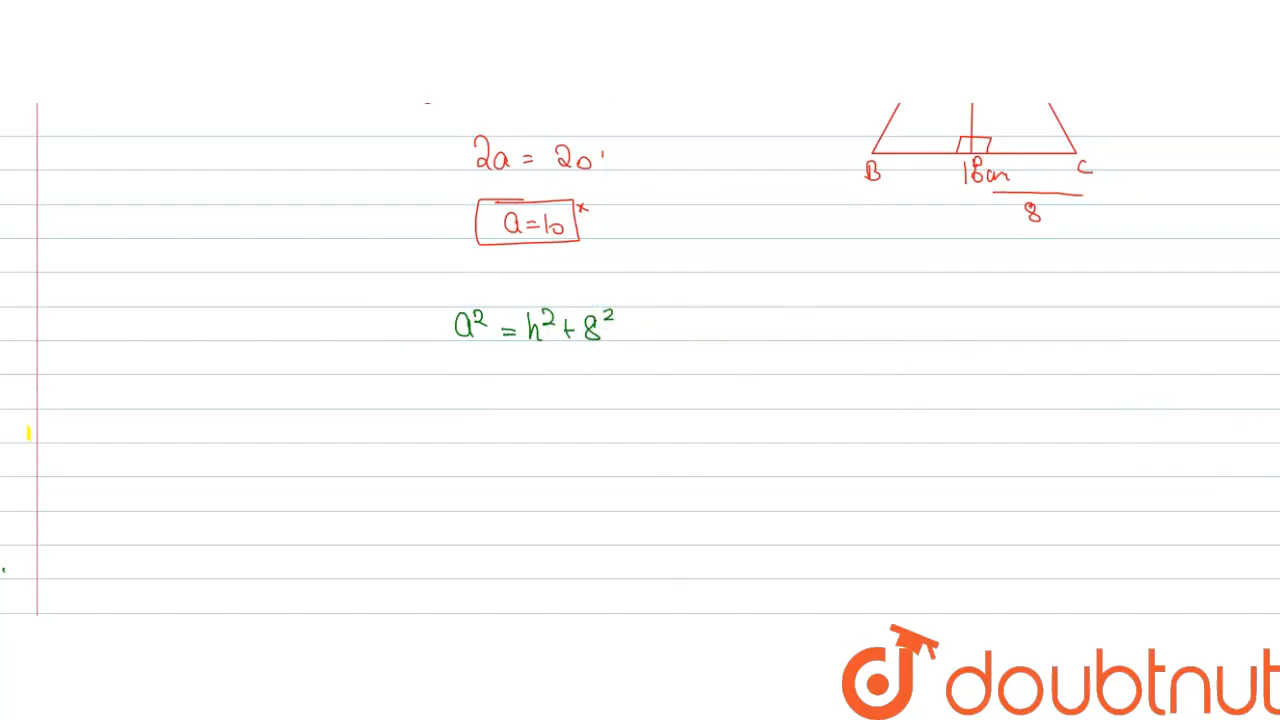 2a = 20
a = 10
B
D
C
16cm
8
a² = h² + 8²
doubtnut